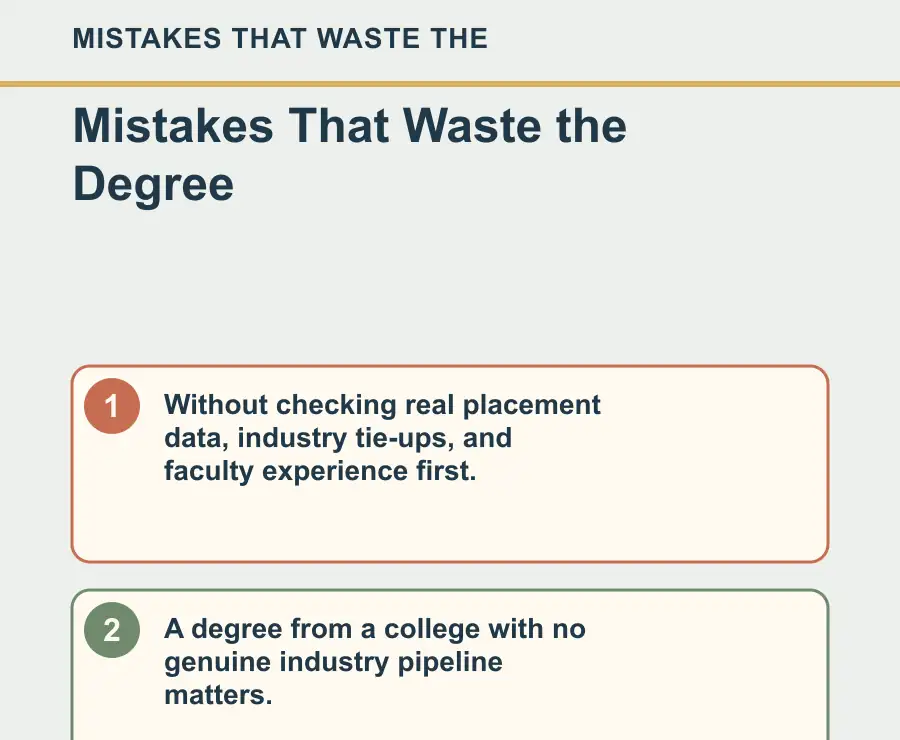 MISTAKES THAT WASTE THE
Mistakes That Waste the
Degree
1
Without checking real placement
data, industry tie-ups, and
faculty experience first.
2
A degree from a college with no
genuine industry pipeline
matters.